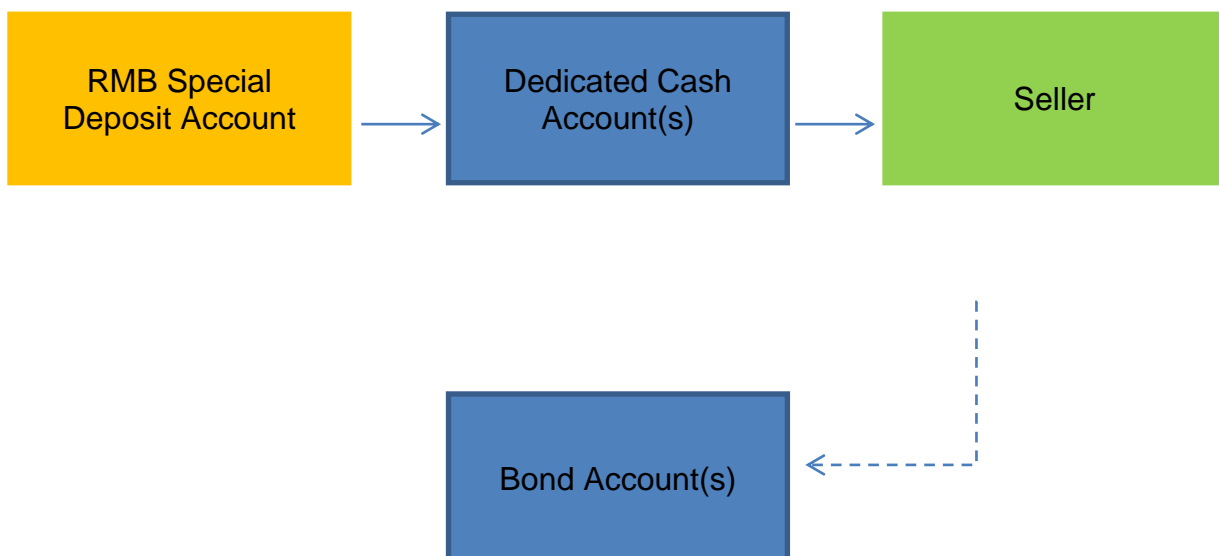 RMB Special
Deposit Account
Dedicated Cash
Account(s)
Seller
Bond Account(s)